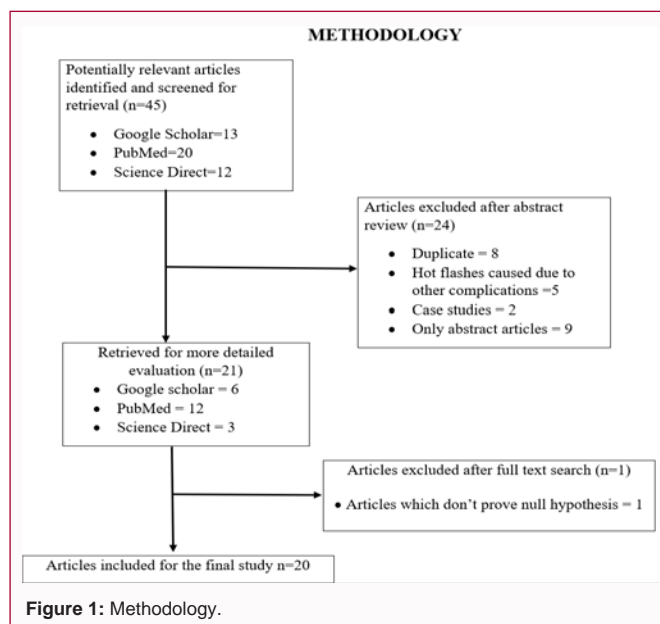 METHODOLOGY
Potentially relevant articles
identified and screened for
retrieval (n=45)
• Google Scholar=13
• PubMed=20
• Science Direct=12
Articles excluded after abstract
review (n=24)
• Duplicate = 8
• Hot flashes caused due to
other complications =5
• Case studies = 2
• Only abstract articles = 9
Retrieved for more detailed
evaluation (n=21)
• Google scholar = 6
• PubMed = 12
• Science Direct = 3
Articles excluded after full text search (n=1)
• Articles which don’t prove null hypothesis = 1
Articles included for the final study n=20
Figure 1: Methodology.